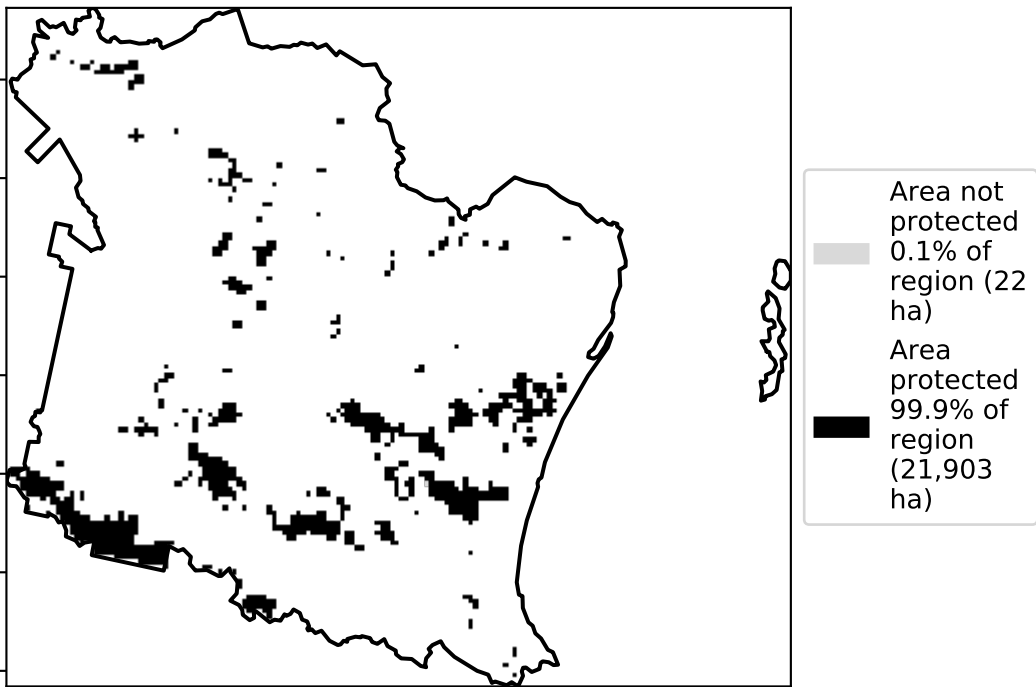 Area not
protected
0.1% of
region (22
ha)
Area
protected
99.9% of
region
(21,903
ha)